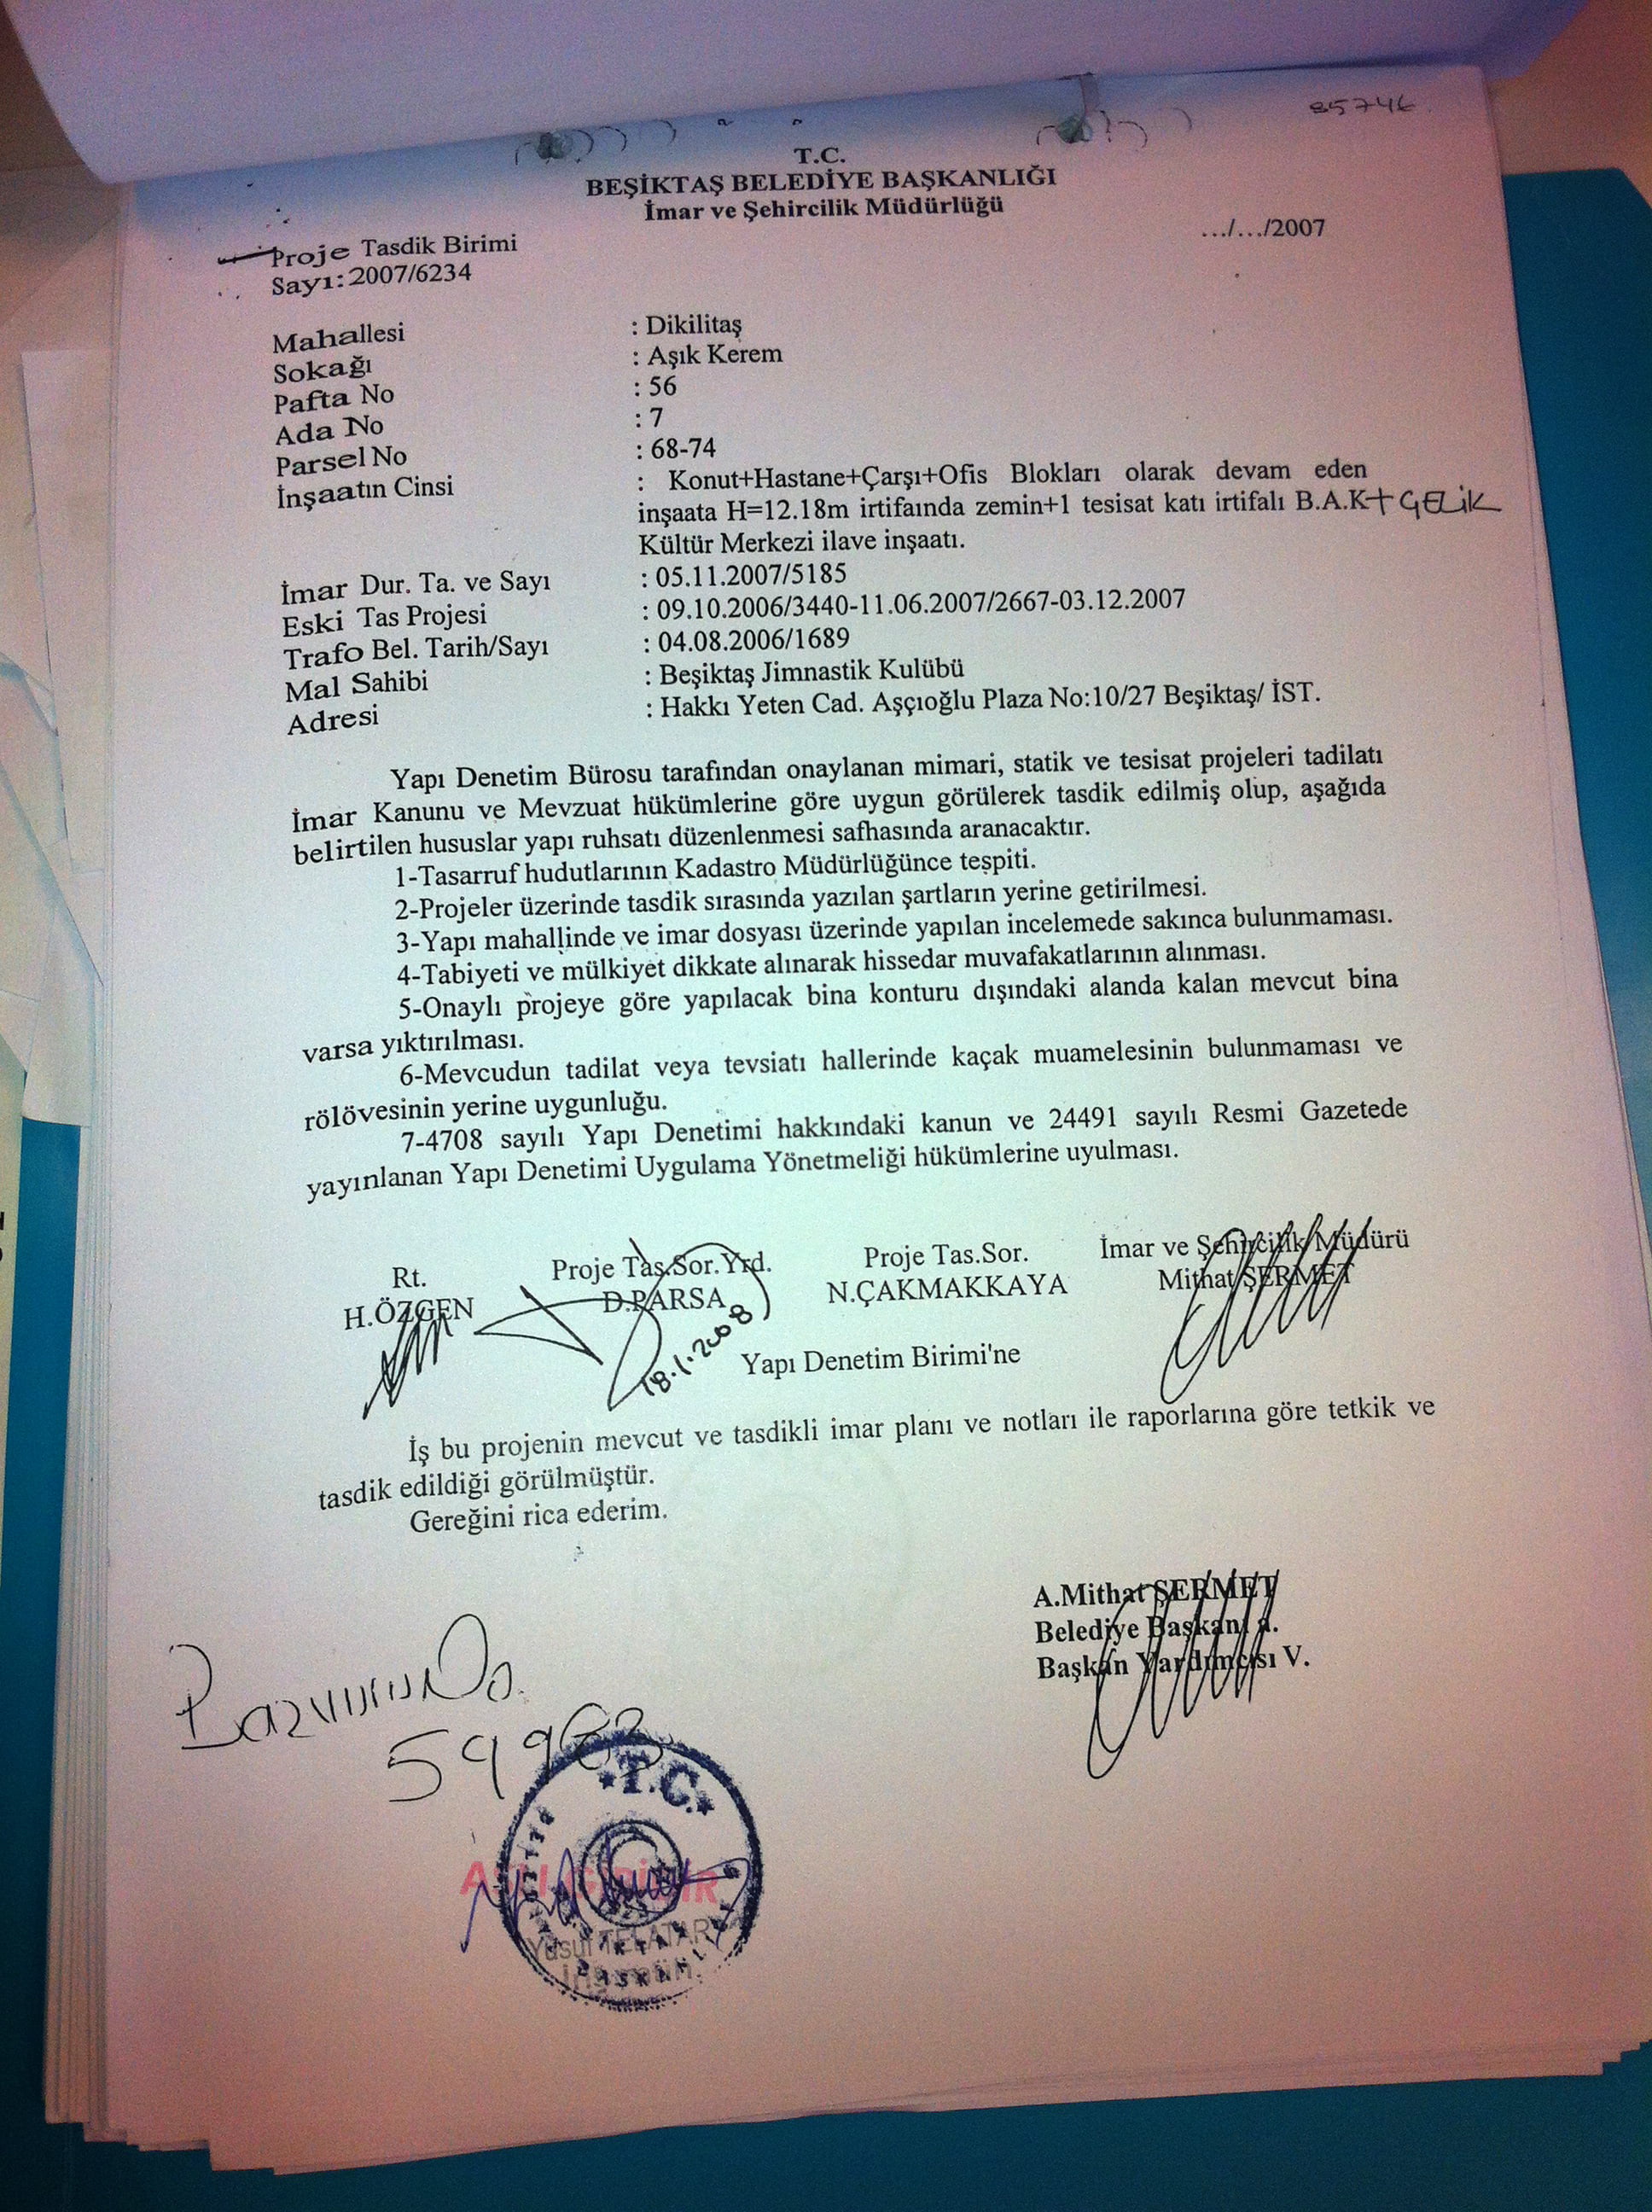 85746
T.C.
BEŞİKTAŞ BELEDİYE BAŞKANLIĞI
İmar ve Şehircilik Müdürlüğü
.../.../2007
Proje Tasdik Birimi
Sayı:2007/6234
Mahallesi : Dikilitaş
Sokağı : Aşık Kerem
Pafta No : 56
Ada No : 7
Parsel No : 68-74
İnşaatın Cinsi : Konut+Hastane+Çarşı+Ofis Blokları olarak devam eden
inşaata H=12.18m irtifaında zemin+1 tesisat katı irtifalı B.A.K+ÇELİK
Kültür Merkezi ilave inşaatı.
İmar Dur. Ta. ve Sayı : 05.11.2007/5185
Eski Tas Projesi : 09.10.2006/3440-11.06.2007/2667-03.12.2007
Trafo Bel. Tarih/Sayı : 04.08.2006/1689
Mal Sahibi : Beşiktaş Jimnastik Kulübü
Adresi : Hakkı Yeten Cad. Aşçıoğlu Plaza No:10/27 Beşiktaş/ İST.
Yapı Denetim Bürosu tarafından onaylanan mimari, statik ve tesisat projeleri tadilatı
İmar Kanunu ve Mevzuat hükümlerine göre uygun görülerek tasdik edilmiş olup, aşağıda
belirtilen hususlar yapı ruhsatı düzenlenmesi safhasında aranacaktır.
1-Tasarruf hudutlarının Kadastro Müdürlüğünce tespiti.
2-Projeler üzerinde tasdik sırasında yazılan şartların yerine getirilmesi.
3-Yapı mahallinde ve imar dosyası üzerinde yapılan incelemede sakınca bulunmaması.
4-Tabiyeti ve mülkiyet dikkate alınarak hissedar muvafakatlarının alınması.
5-Onaylı projeye göre yapılacak bina konturu dışındaki alanda kalan mevcut bina
varsa yıktırılması.
6-Mevcudun tadilat veya tevsiatı hallerinde kaçak muamelesinin bulunmaması ve
rölövesinin yerine uygunluğu.
7-4708 sayılı Yapı Denetimi hakkındaki kanun ve 24491 sayılı Resmi Gazetede
yayınlanan Yapı Denetimi Uygulama Yönetmeliği hükümlerine uyulması.
Rt. Proje Tas.Sor.Yrd. Proje Tas.Sor. İmar ve Şehircilik Müdürü
H.ÖZGEN D.PARSA N.ÇAKMAKKAYA Mithat ŞERMET
18.1.2008
Yapı Denetim Birimi'ne
İş bu projenin mevcut ve tasdikli imar planı ve notları ile raporlarına göre tetkik ve
tasdik edildiği görülmüştür.
Gereğini rica ederim.
A.Mithat ŞERMET
Belediye Başkanı a.
Başkan Yardımcısı V.
T.C.
ASLI GİBİDİR
Yusuf TELATAR